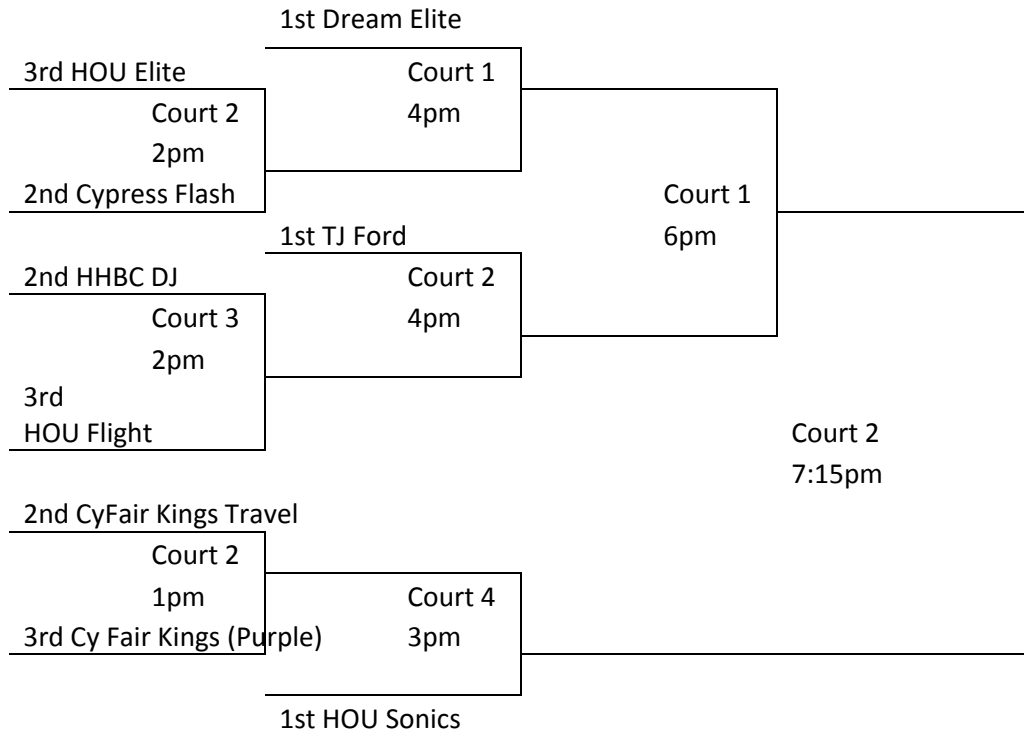 1st Dream Elite
3rd HOU Elite
Court 1
Court 2
4pm
2pm
2nd Cypress Flash
Court 1
1st TJ Ford
6pm
2nd HHBC DJ
Court 2
Court 3
4pm
2pm
3rd
HOU Flight
Court 2
7:15pm
2nd CyFair Kings Travel
Court 2
1pm
Court 4
3rd Cy Fair Kings (Purple)
3pm
1st HOU Sonics